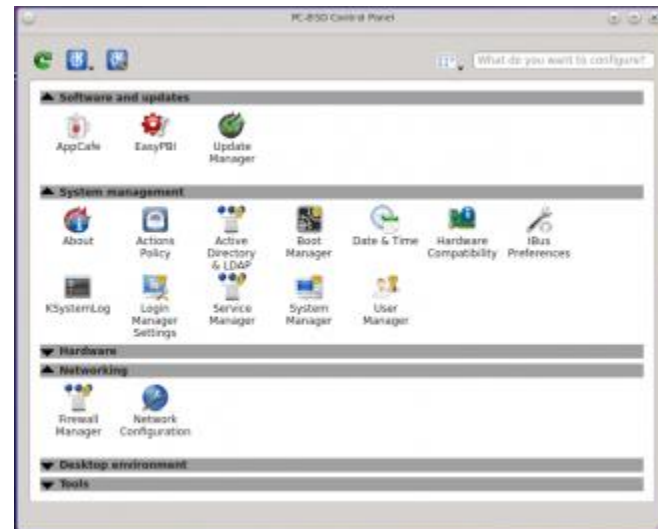 PC-BSD Control Panel
What do you want to configure?
Software and updates
AppCafe
EasyPBI
Update
Manager
System management
About
Actions
Policy
Active
Directory
& LDAP
Boot
Manager
Date & Time
Hardware
Compatibility
IBus
Preferences
KSystemLog
Login
Manager
Settings
Service
Manager
System
Manager
User
Manager
Hardware
Networking
Firewall
Manager
Network
Configuration
Desktop environment
Tools